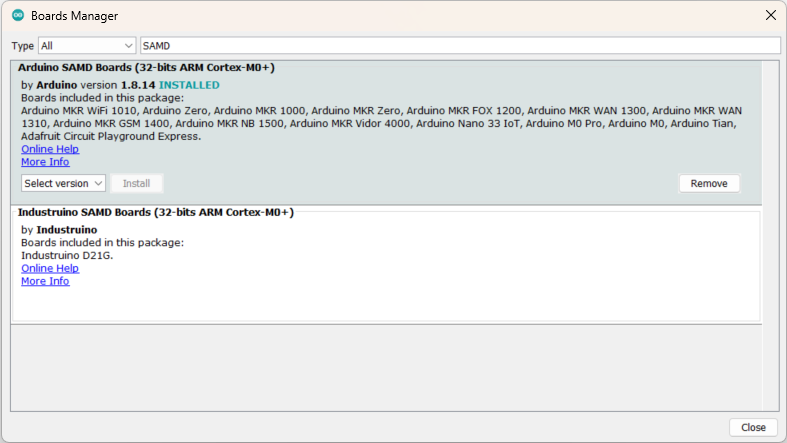 Boards Manager
Type All SAMD
Arduino SAMD Boards (32-bits ARM Cortex-M0+)
by Arduino version 1.8.14 INSTALLED
Boards included in this package:
Arduino MKR WiFi 1010, Arduino Zero, Arduino MKR 1000, Arduino MKR Zero, Arduino MKR FOX 1200, Arduino MKR WAN 1300, Arduino MKR WAN
1310, Arduino MKR GSM 1400, Arduino MKR NB 1500, Arduino MKR Vidor 4000, Arduino Nano 33 IoT, Arduino M0 Pro, Arduino M0, Arduino Tian,
Adafruit Circuit Playground Express.
Online Help
More Info
Select version Install Remove
Industruino SAMD Boards (32-bits ARM Cortex-M0+)
by Industruino
Boards included in this package:
Industruino D21G.
Online Help
More Info
Close